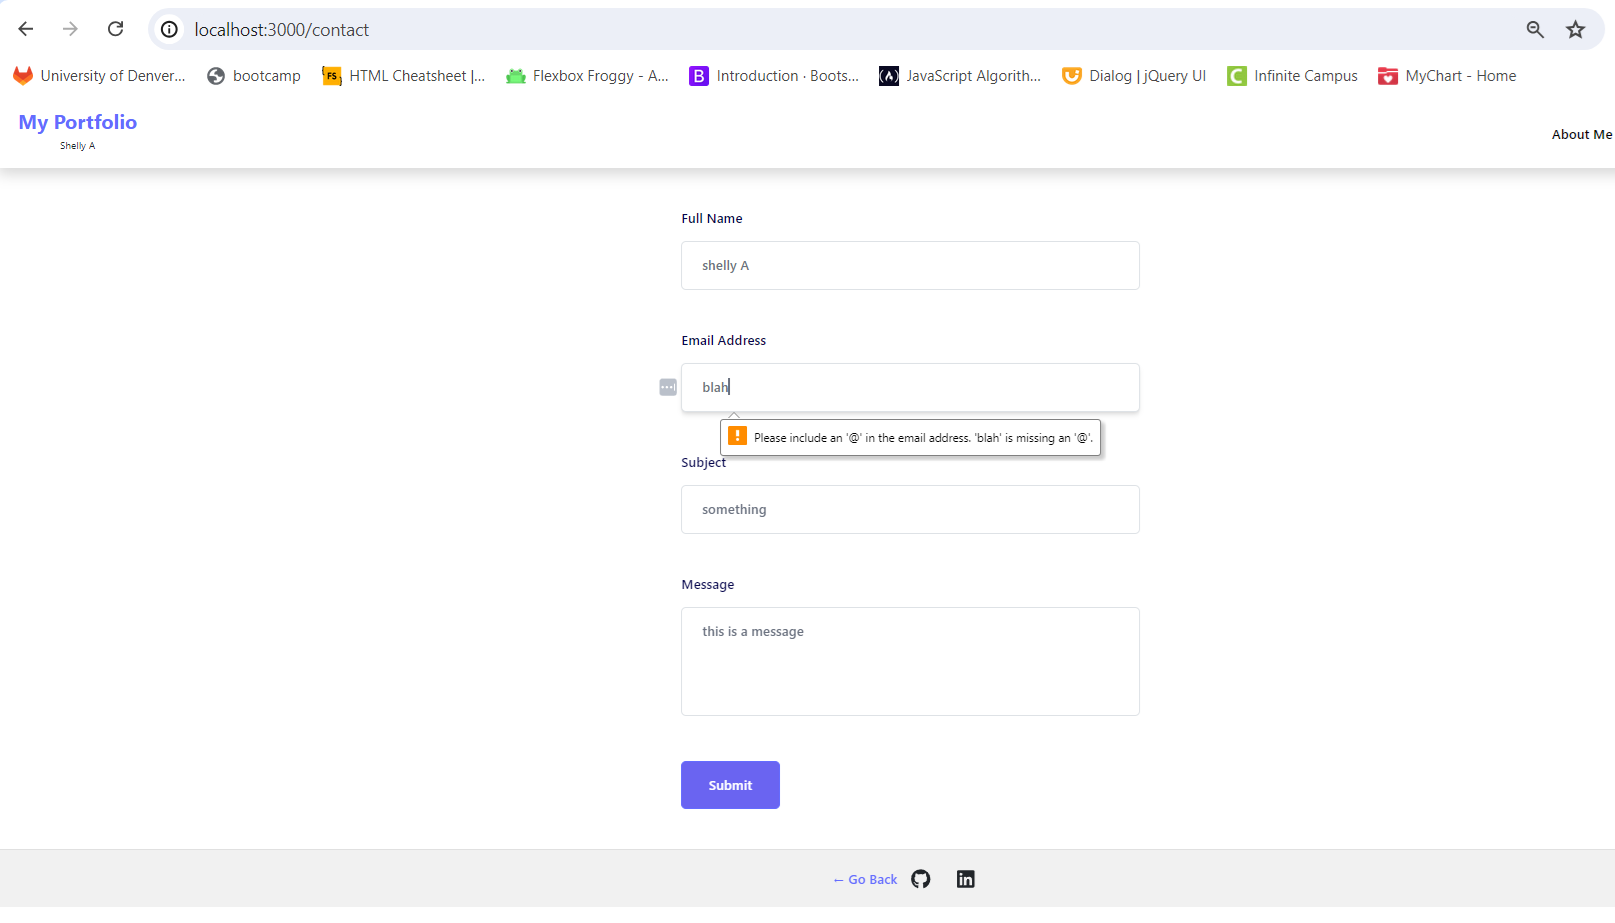 localhost:3000/contact
University of Denver...
bootcamp
FS
HTML Cheatsheet |...
Flexbox Froggy - A...
B
Introduction · Boots...
JavaScript Algorith...
Dialog | jQuery UI
C
Infinite Campus
MyChart - Home
My Portfolio
Shelly A
About Me
Full Name
shelly A
Email Address
blah
Please include an '@' in the email address. 'blah' is missing an '@'.
Subject
something
Message
this is a message
Submit
← Go Back
in